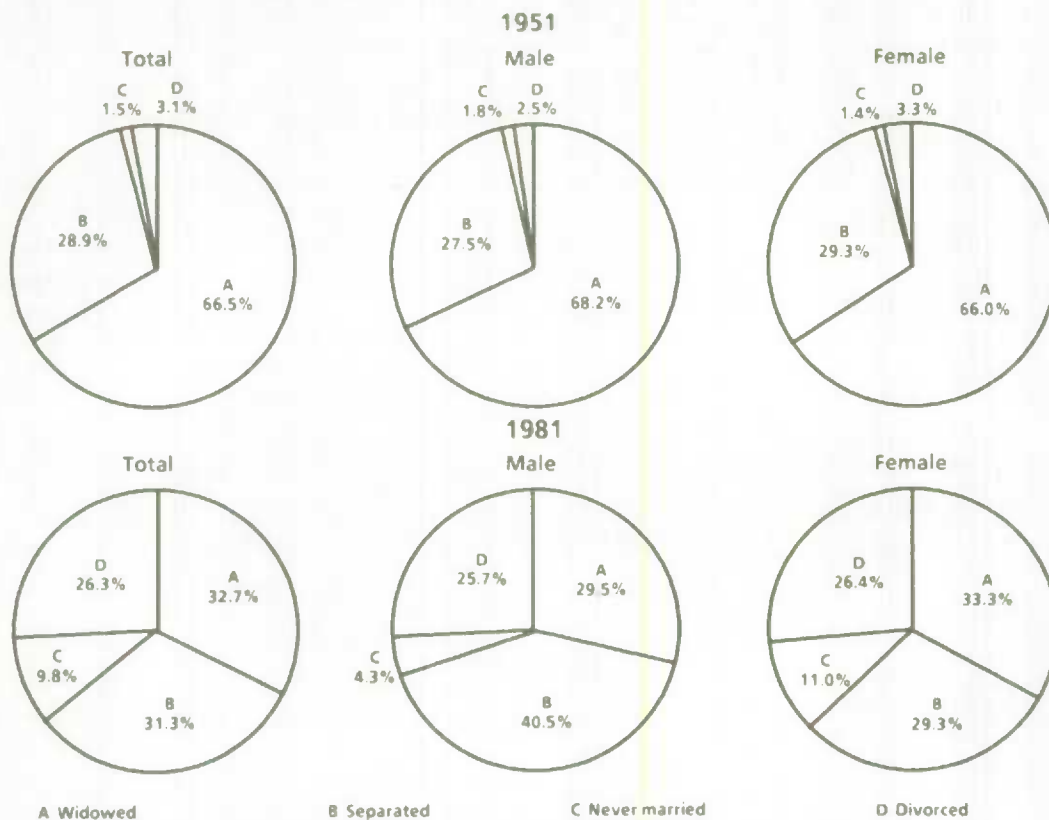 1951
Total Male Female
C D C D C D
1.5% 3.1% 1.8% 2.5% 1.4% 3.3%
B B B
28.9% 27.5% 29.3%
A A A
66.5% 68.2% 66.0%
1981
Total Male Female
D A D A D A
26.3% 32.7% 25.7% 29.5% 26.4% 33.3%
C C C
9.8% 4.3% 11.0%
B B B
31.3% 40.5% 29.3%
A Widowed B Separated C Never married D Divorced